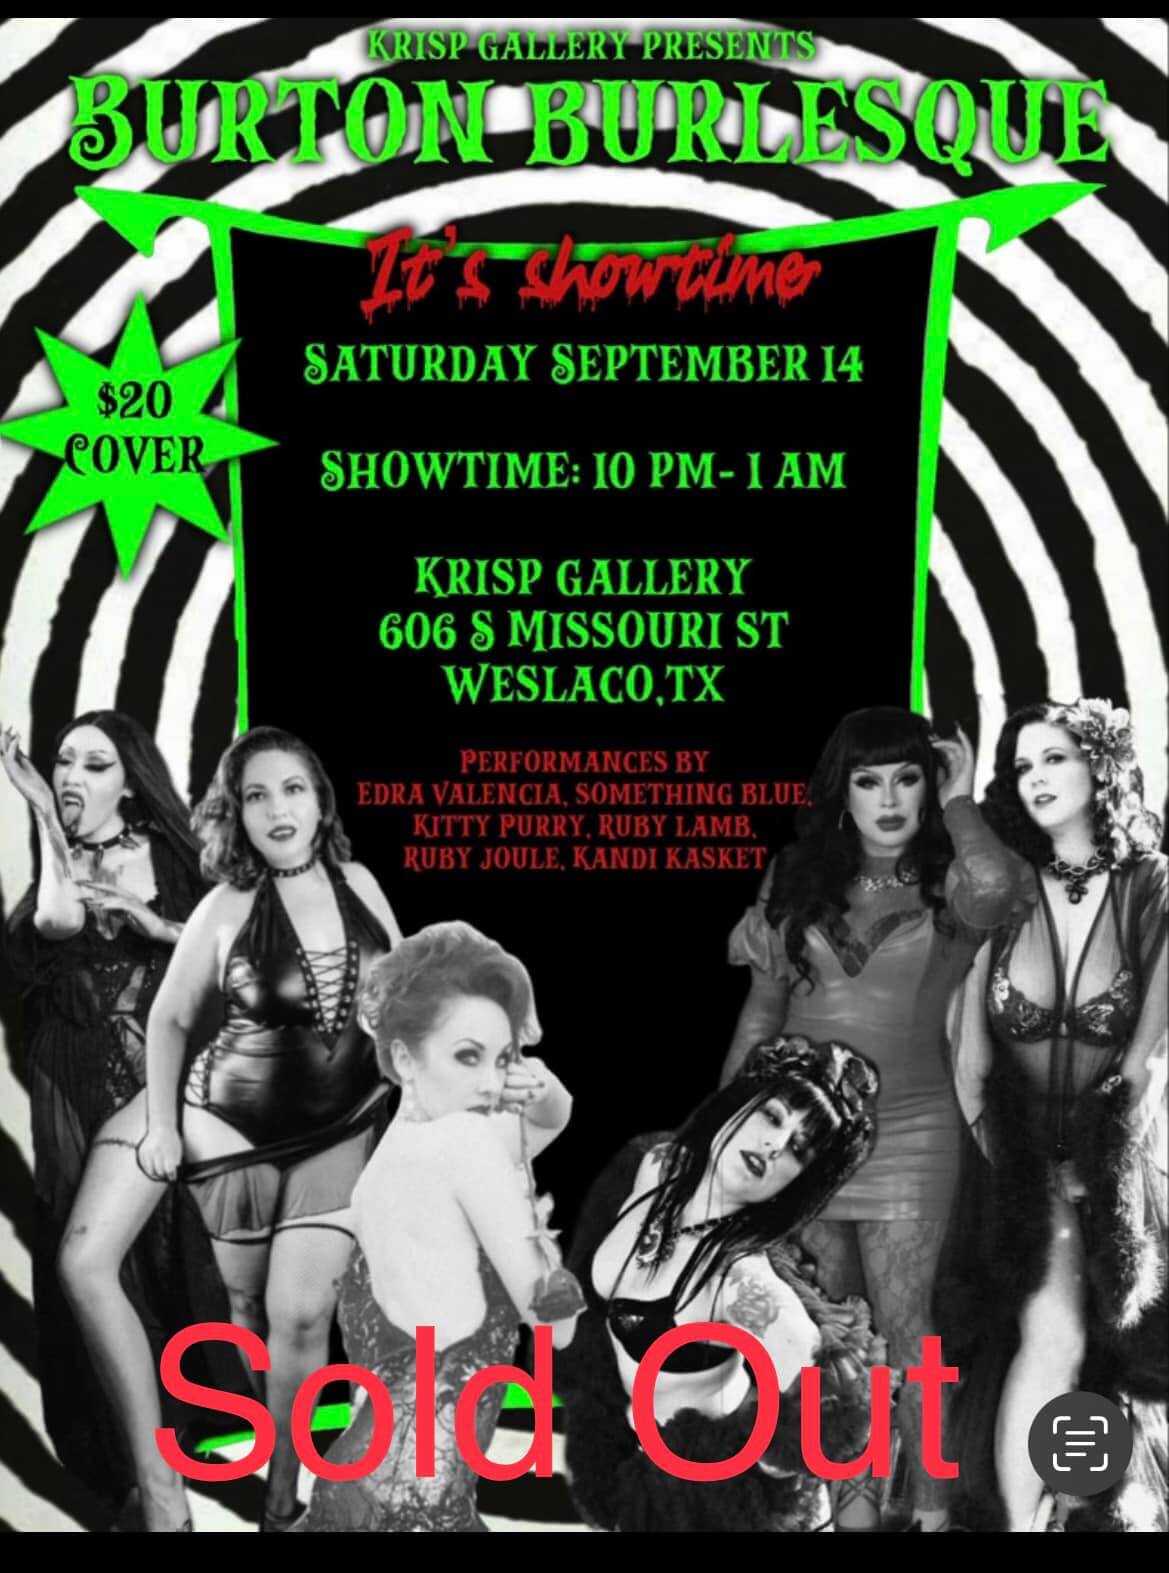 Krisp Gallery Presents
Burton Burlesque
It's showtime
Saturday September 14
$20
Cover
Showtime: 10 PM- 1 AM
Krisp Gallery
606 S Missouri St
Weslaco,TX
Performances by
Edra Valencia, Something Blue,
Kitty Purry, Ruby Lamb,
Ruby Joule, Kandi Kasket
Sold Out